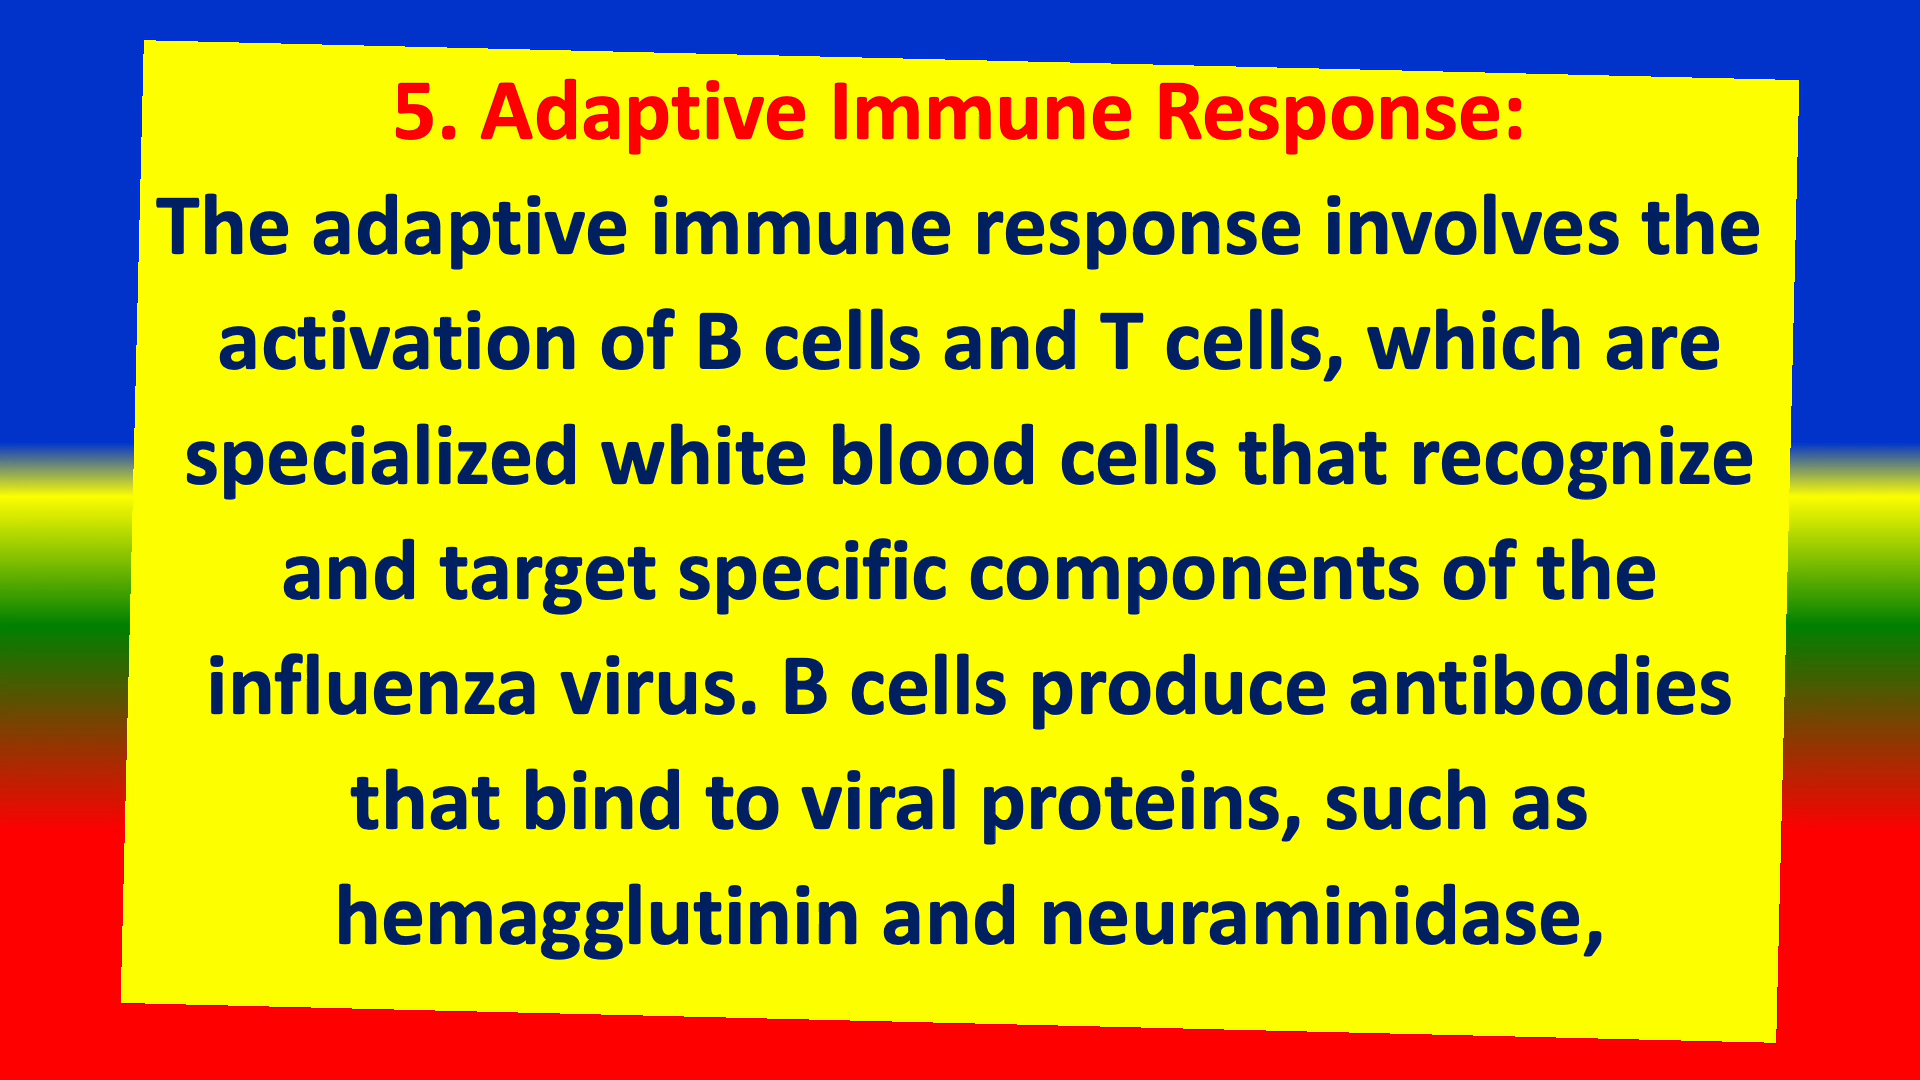 5. Adaptive Immune Response:
The adaptive immune response involves the
activation of B cells and T cells, which are
specialized white blood cells that recognize
and target specific components of the
influenza virus. B cells produce antibodies
that bind to viral proteins, such as
hemagglutinin and neuraminidase,